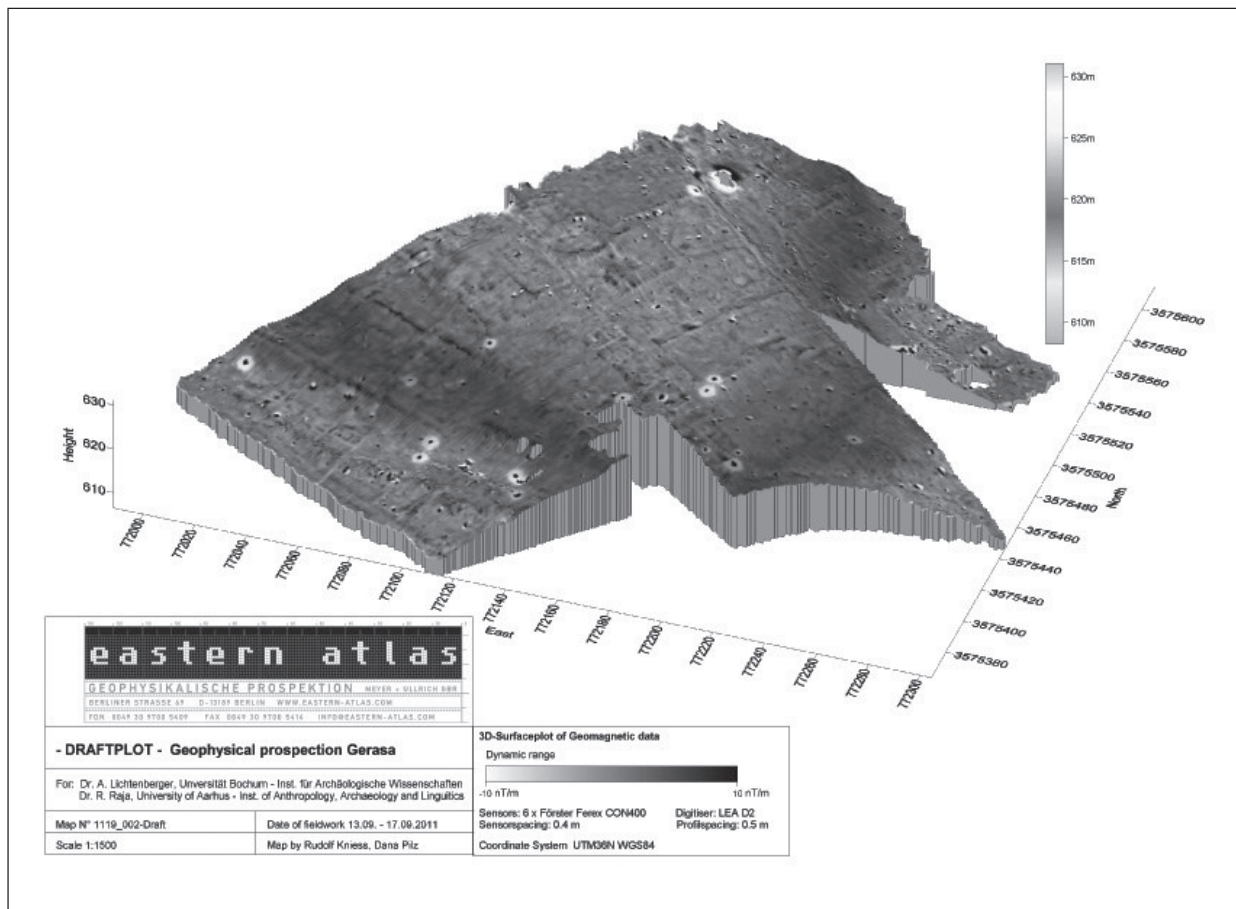 630m
625m
620m
615m
610m
3575600
3575580
3575560
3575540
3575520
3575500
3575480
3575460
3575440
3575420
3575400
3575380
North
630
620
610
Height
772000
772020
772040
772060
772080
772100
772120
772140
772160
772180
772200
772220
772240
772260
772280
772300
East
eastern atlas
GEOPHYSIKALISCHE PROSPEKTION MEYER + ULLRICH GBR
BERLINER STRASSE 69 D-13189 BERLIN WWW.EASTERN-ATLAS.COM
FON 0049 30 9708 5409 FAX 0049 30 9708 5414 INFO@EASTERN-ATLAS.COM
- DRAFTPLOT - Geophysical prospection Gerasa
For: Dr. A. Lichtenberger, Unversität Bochum - Inst. für Archäologische Wissenschaften
Dr. R. Raja, University of Aarhus - Inst. of Anthropology, Archaeology and Linguitics
Map N° 1119_002-Draft
Date of fieldwork 13.09. - 17.09.2011
Scale 1:1500
Map by Rudolf Kniess, Dana Pilz
3D-Surfaceplot of Geomagnetic data
Dynamic range
-10 nT/m
10 nT/m
Sensors: 6 x Förster Ferex CON400
Digitiser: LEA D2
Sensorspacing: 0.4 m
Profilspacing: 0.5 m
Coordinate System UTM36N WGS84